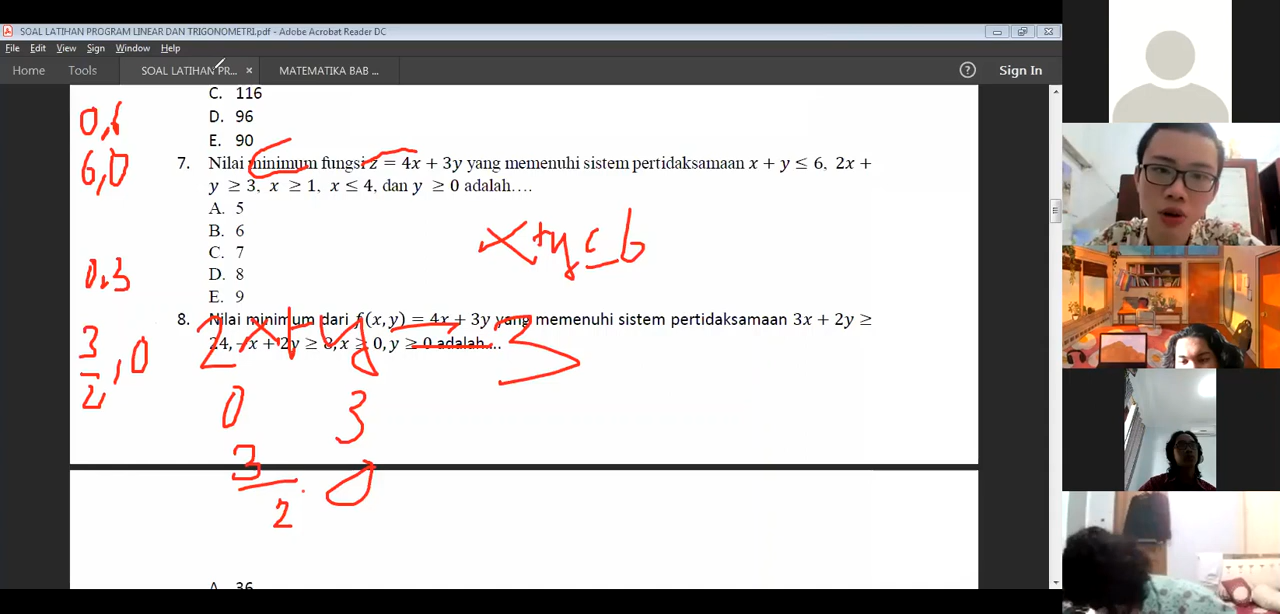 SOAL LATIHAN PROGRAM LINEAR DAN TRIGONOMETRI.pdf - Adobe Acrobat Reader DC
File Edit View Sign Window Help
Home Tools SOAL LATIHAN PR... × MATEMATIKA BAB ... ? Sign In
C. 116
D. 96
E. 90
7. Nilai minimum fungsi z = 4x + 3y yang memenuhi sistem pertidaksamaan x + y ≤ 6, 2x +
y ≥ 3, x ≥ 1, x ≤ 4, dan y ≥ 0 adalah….
A. 5
B. 6
C. 7
D. 8
E. 9
8. Nilai minimum dari f(x, y) = 4x + 3y yang memenuhi sistem pertidaksamaan 3x + 2y ≥
24, -x + 2y ≥ 8, x ≥ 0, y ≥ 0 adalah...
A. 36
0,6
6,0
0,3
3/2,0
x+y≤6
2x+y=3
0 3
3/2 0